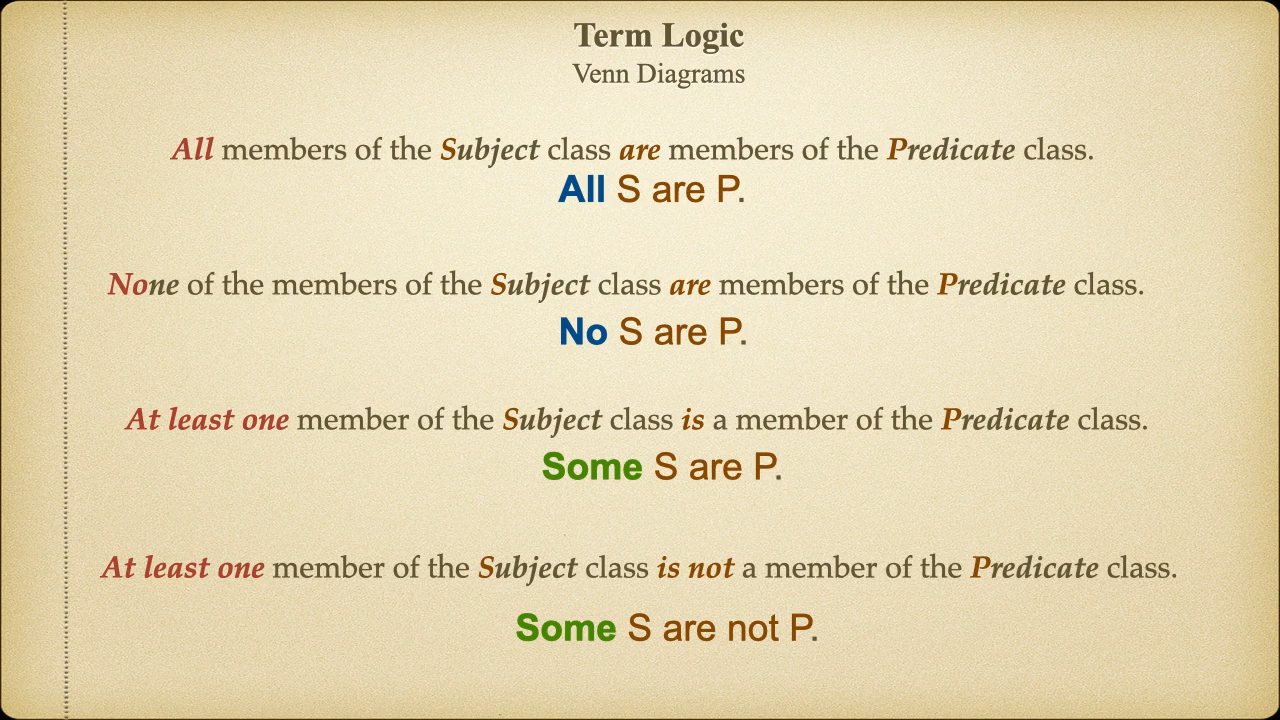 Term Logic
Venn Diagrams
All members of the Subject class are members of the Predicate class.
All S are P.
None of the members of the Subject class are members of the Predicate class.
No S are P.
At least one member of the Subject class is a member of the Predicate class.
Some S are P.
At least one member of the Subject class is not a member of the Predicate class.
Some S are not P.